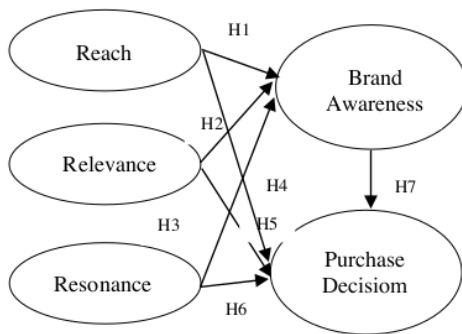 H1
Reach
Brand
Awareness
H2
Relevance
H4
H7
H3
H5
Purchase
Decisiom
Resonance
H6